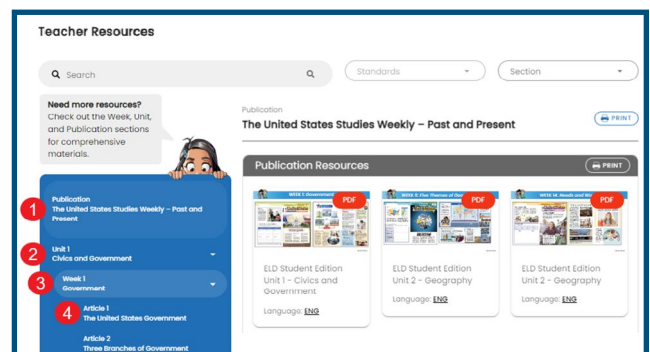 Teacher Resources
Search
Standards
Section
Need more resources?
Check out the Week, Unit,
and Publication sections
for comprehensive
materials.
Publication
The United States Studies Weekly – Past and Present
PRINT
1
Publication
The United States Studies Weekly – Past and
Present
2
Unit 1
Civics and Government
3
Week 1
Government
4
Article 1
The United States Government
Article 2
Three Branches of Government
Publication Resources
PRINT
WEEK 1: Government
PDF
ELD Student Edition
Unit 1 - Civics and
Government
Language: ENG
PDF
ELD Student Edition
Unit 2 - Geography
Language: ENG
PDF
ELD Student Edition
Unit 2 - Geography
Language: ENG